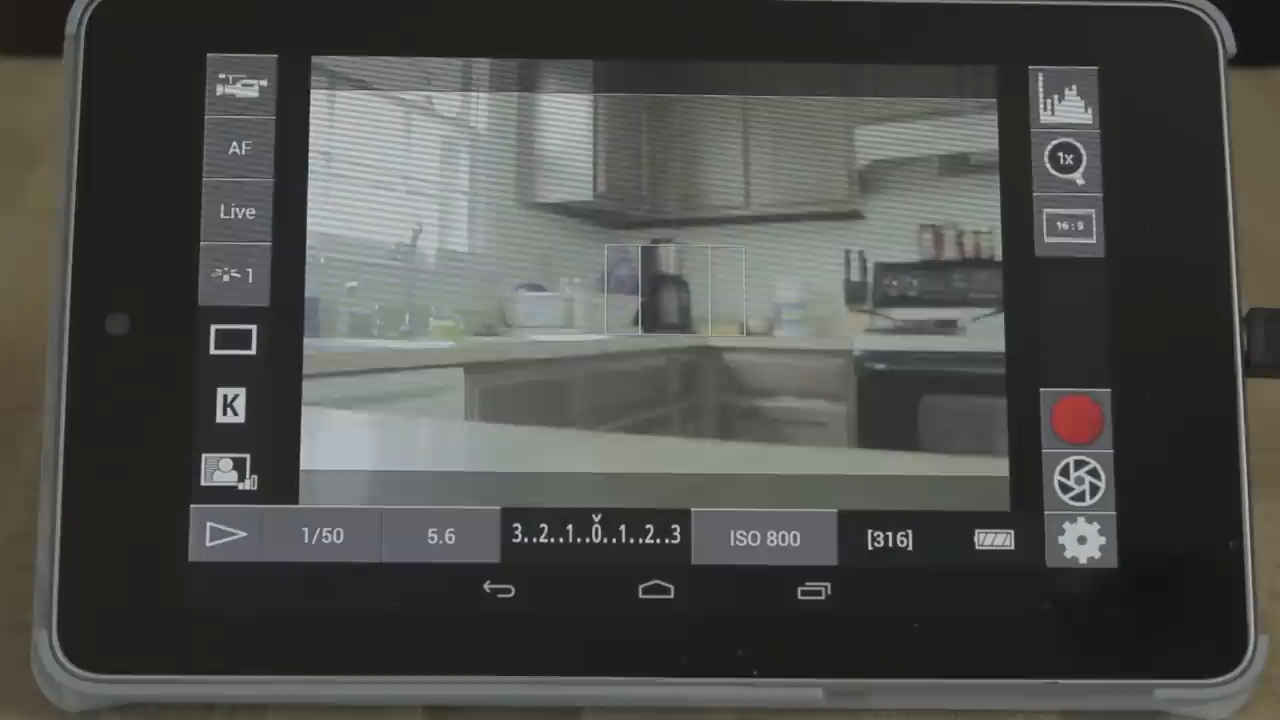 AF
1x
Live
16:9
1
K
1/50
5.6
3..2..1..0..1..2..3
ISO 800
[316]